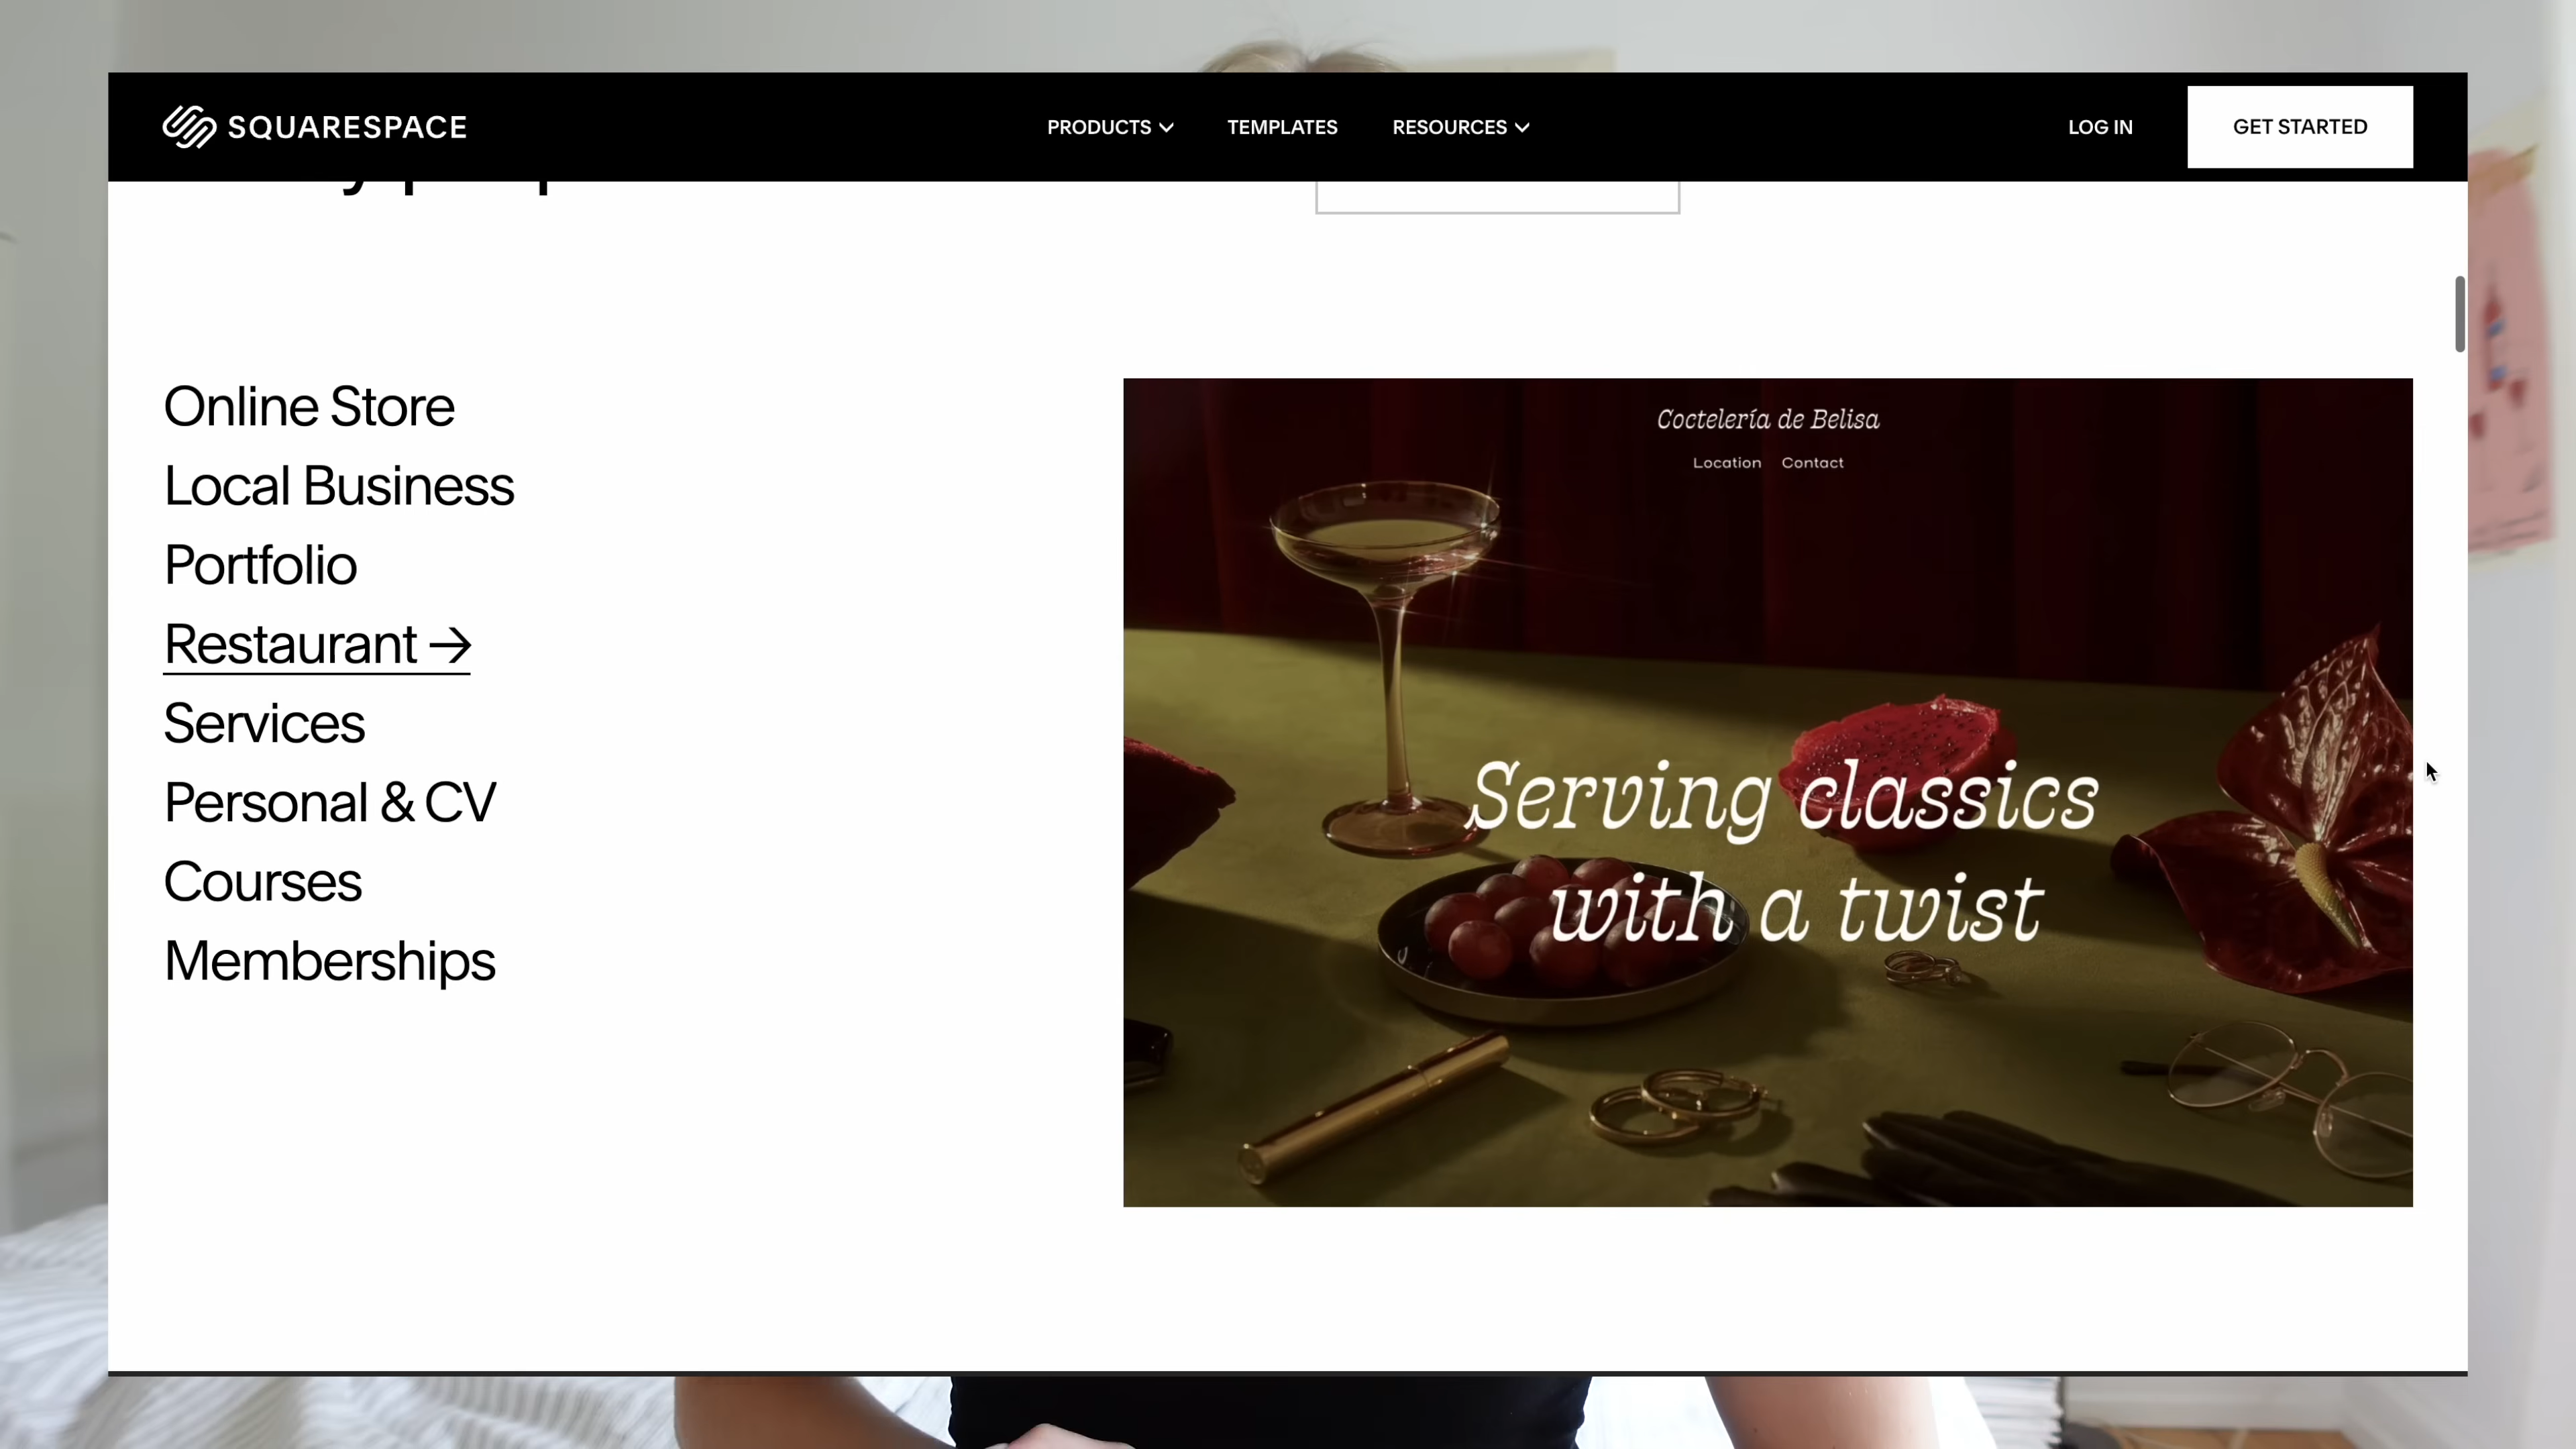 SQUARESPACE
PRODUCTS
TEMPLATES
RESOURCES
LOG IN
GET STARTED
Online Store
Local Business
Portfolio
Restaurant →
Services
Personal & CV
Courses
Memberships
Coctelería de Belisa
Location Contact
Serving classics
with a twist